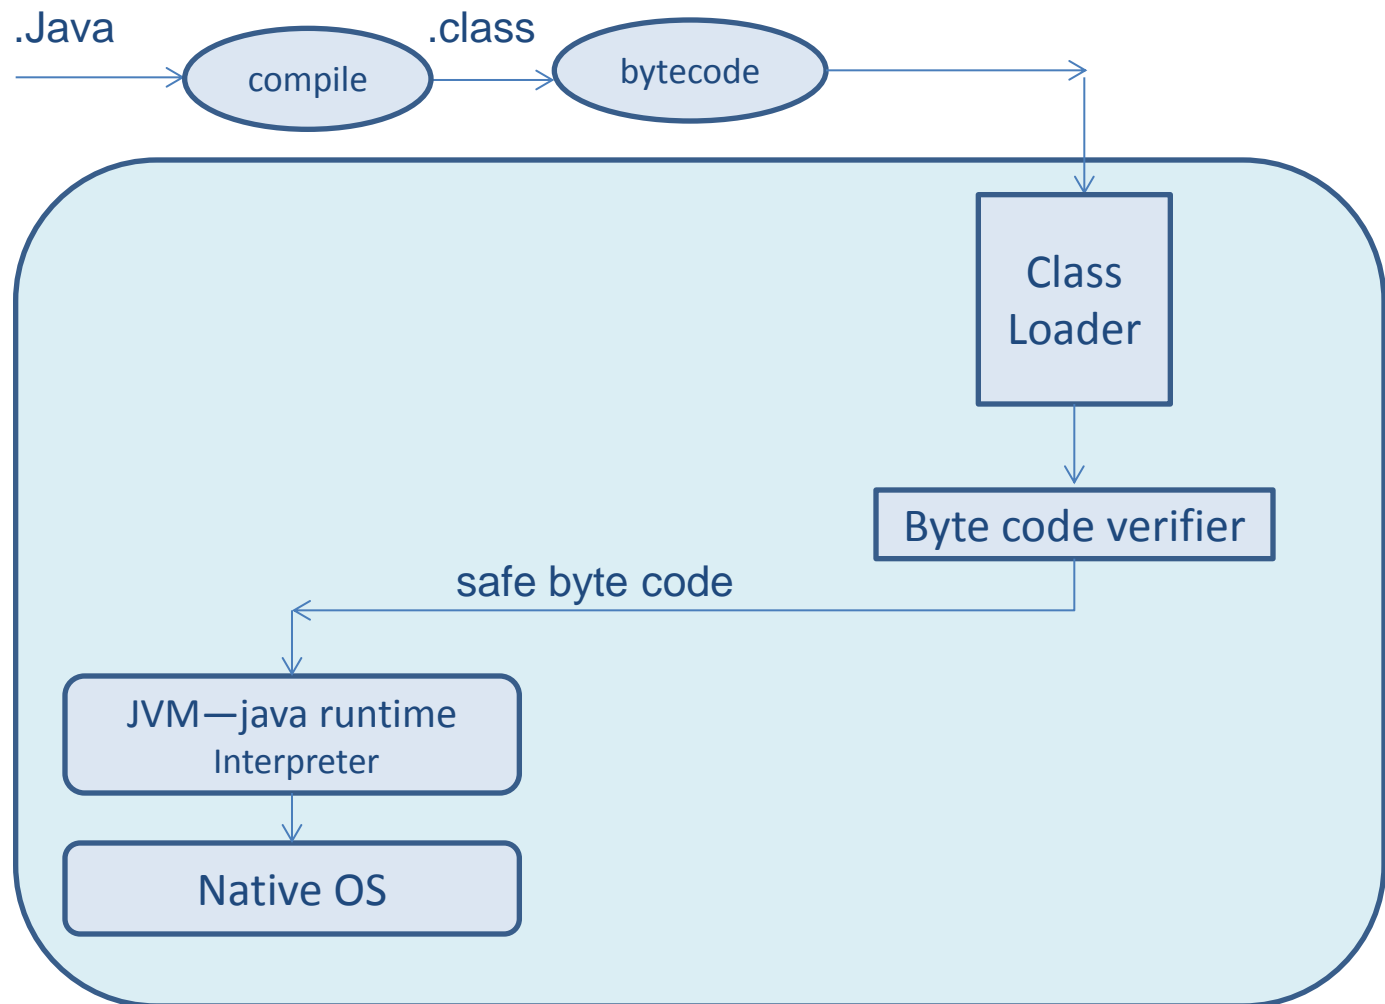 .Java
compile
.class
bytecode
Class
Loader
Byte code verifier
safe byte code
JVM—java runtime
Interpreter
Native OS